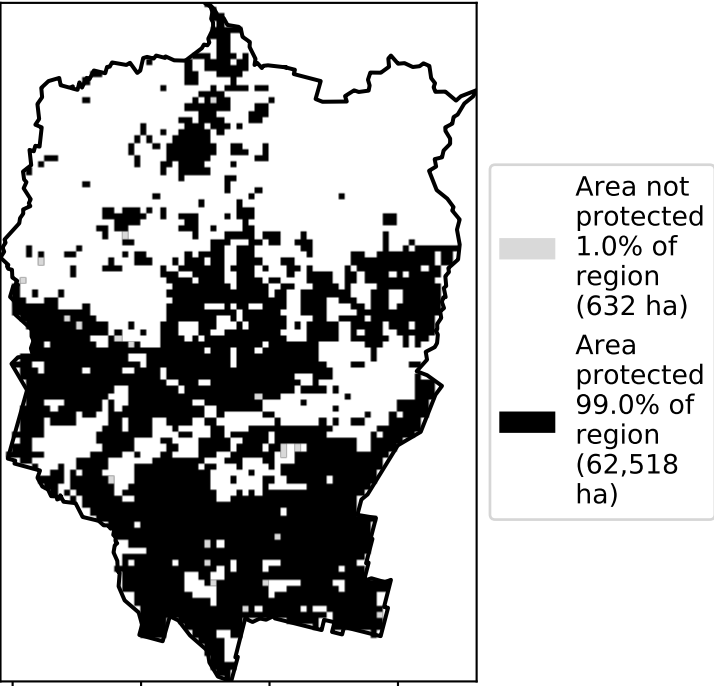 Area not
protected
1.0% of
region
(632 ha)
Area
protected
99.0% of
region
(62,518
ha)